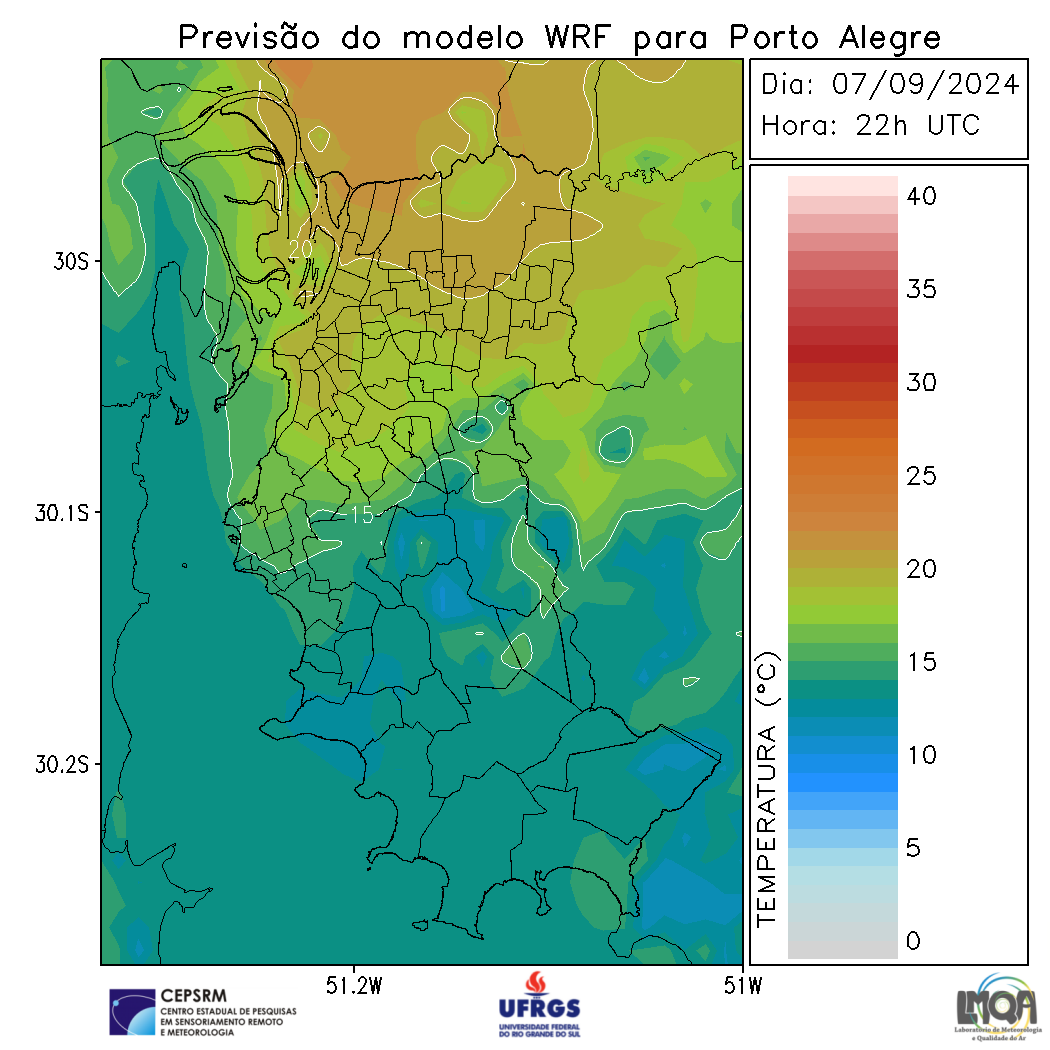 Previsão do modelo WRF para Porto Alegre
Dia: 07/09/2024
Hora: 22h UTC
40
35
30
25
20
15
10
5
0
TEMPERATURA (°C)
30S
30.1S
30.2S
51.2W
51W
20
15
CEPSRM
CENTRO ESTADUAL DE PESQUISAS
EM SENSORIAMENTO REMOTO
E METEOROLOGIA
UFRGS
UNIVERSIDADE FEDERAL
DO RIO GRANDE DO SUL
LMQA
Laboratório de Meteorologia
e Qualidade do Ar